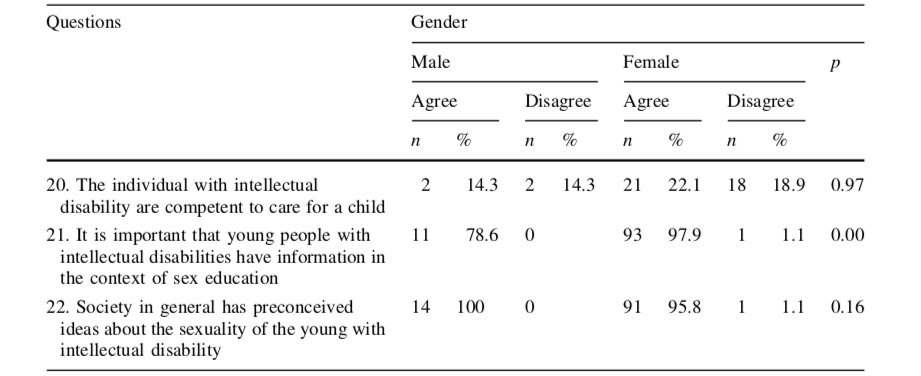 Questions Gender
Male Female p
Agree Disagree Agree Disagree
n % n % n % n %
20. The individual with intellectual 2 14.3 2 14.3 21 22.1 18 18.9 0.97
disability are competent to care for a child
21. It is important that young people with 11 78.6 0 93 97.9 1 1.1 0.00
intellectual disabilities have information in
the context of sex education
22. Society in general has preconceived 14 100 0 91 95.8 1 1.1 0.16
ideas about the sexuality of the young with
intellectual disability